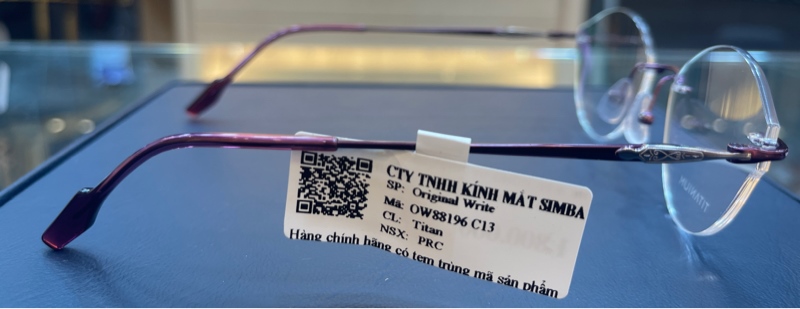 CTY TNHH KÍNH MẮT SIMBA
SP: Original Write
Mã: OW88196 C13
CL: Titan
NSX: PRC
Hàng chính hãng có tem trùng mã sản phẩm